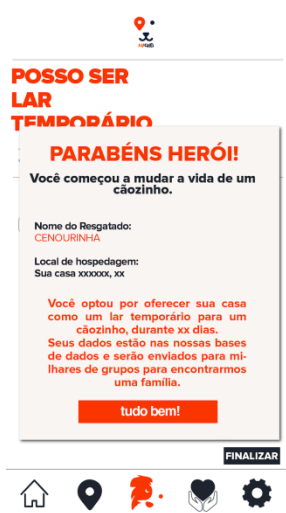 POSSO SER
LAR
TEMPORÁRIO
PARABÉNS HERÓI!
Você começou a mudar a vida de um
cãozinho.
Nome do Resgatado:
CENOURINHA
Local de hospedagem:
Sua casa xxxxxx, xx
Você optou por oferecer sua casa
como um lar temporário para um
cãozinho, durante xx dias.
Seus dados estão nas nossas bases
de dados e serão enviados para mi-
lhares de grupos para encontrarmos
uma família.
tudo bem!
FINALIZAR